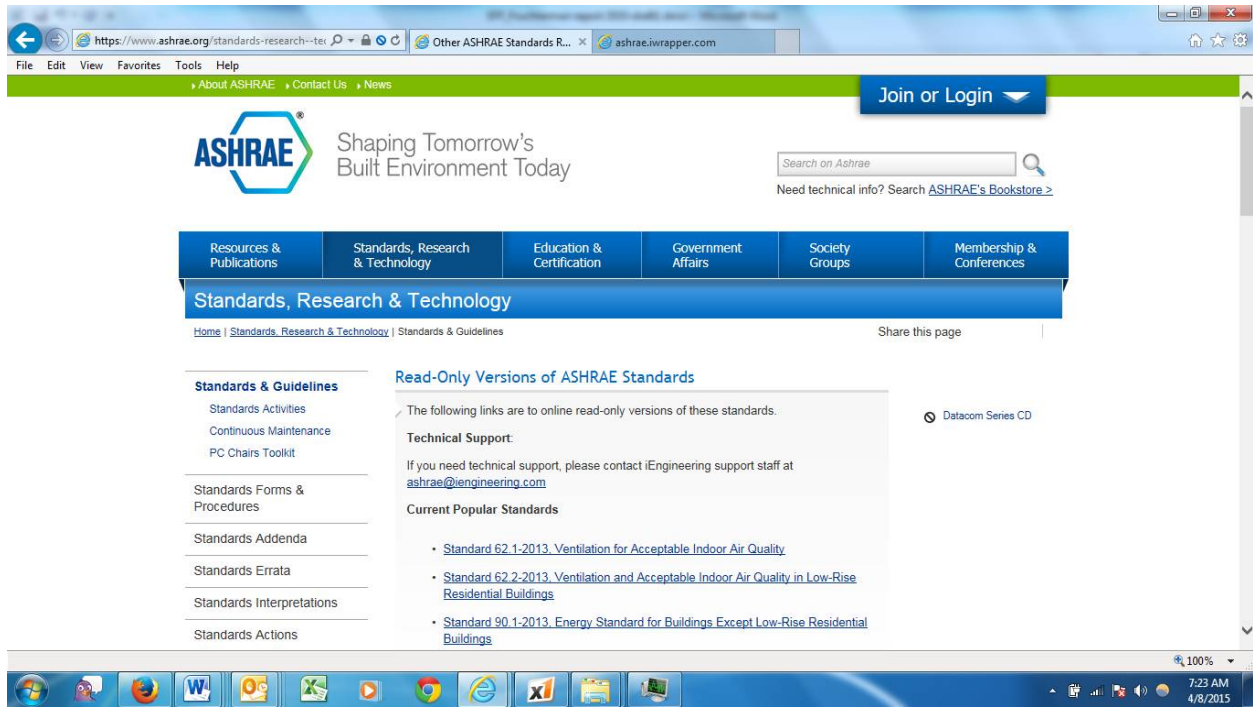 https://www.ashrae.org/standards-research--tec
Other ASHRAE Standards R...
ashrae.iwrapper.com
File Edit View Favorites Tools Help
About ASHRAE Contact Us News
Join or Login
ASHRAE®
Shaping Tomorrow's
Built Environment Today
Search on Ashrae
Need technical info? Search ASHRAE's Bookstore >
Resources &
Publications
Standards, Research
& Technology
Education &
Certification
Government
Affairs
Society
Groups
Membership &
Conferences
Standards, Research & Technology
Home | Standards, Research & Technology | Standards & Guidelines
Share this page
Standards & Guidelines
Standards Activities
Continuous Maintenance
PC Chairs Toolkit
Standards Forms &
Procedures
Standards Addenda
Standards Errata
Standards Interpretations
Standards Actions
Read-Only Versions of ASHRAE Standards
The following links are to online read-only versions of these standards.
Technical Support:
If you need technical support, please contact iEngineering support staff at
ashrae@iengineering.com
Current Popular Standards
• Standard 62.1-2013, Ventilation for Acceptable Indoor Air Quality
• Standard 62.2-2013, Ventilation and Acceptable Indoor Air Quality in Low-Rise
Residential Buildings
• Standard 90.1-2013, Energy Standard for Buildings Except Low-Rise Residential
Buildings
Datacom Series CD
100%
7:23 AM
4/8/2015